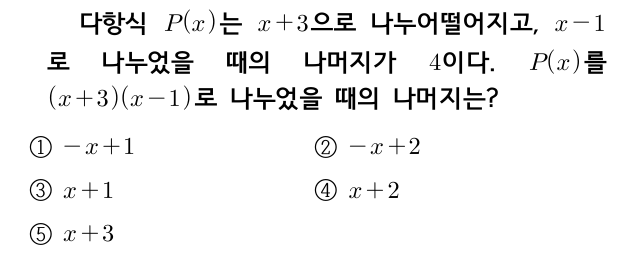 다항식 P(x)는 x+3으로 나누어떨어지고, x-1
로 나누었을 때의 나머지가 4이다. P(x)를
(x+3)(x-1)로 나누었을 때의 나머지는?
① -x+1 ② -x+2
③ x+1 ④ x+2
⑤ x+3